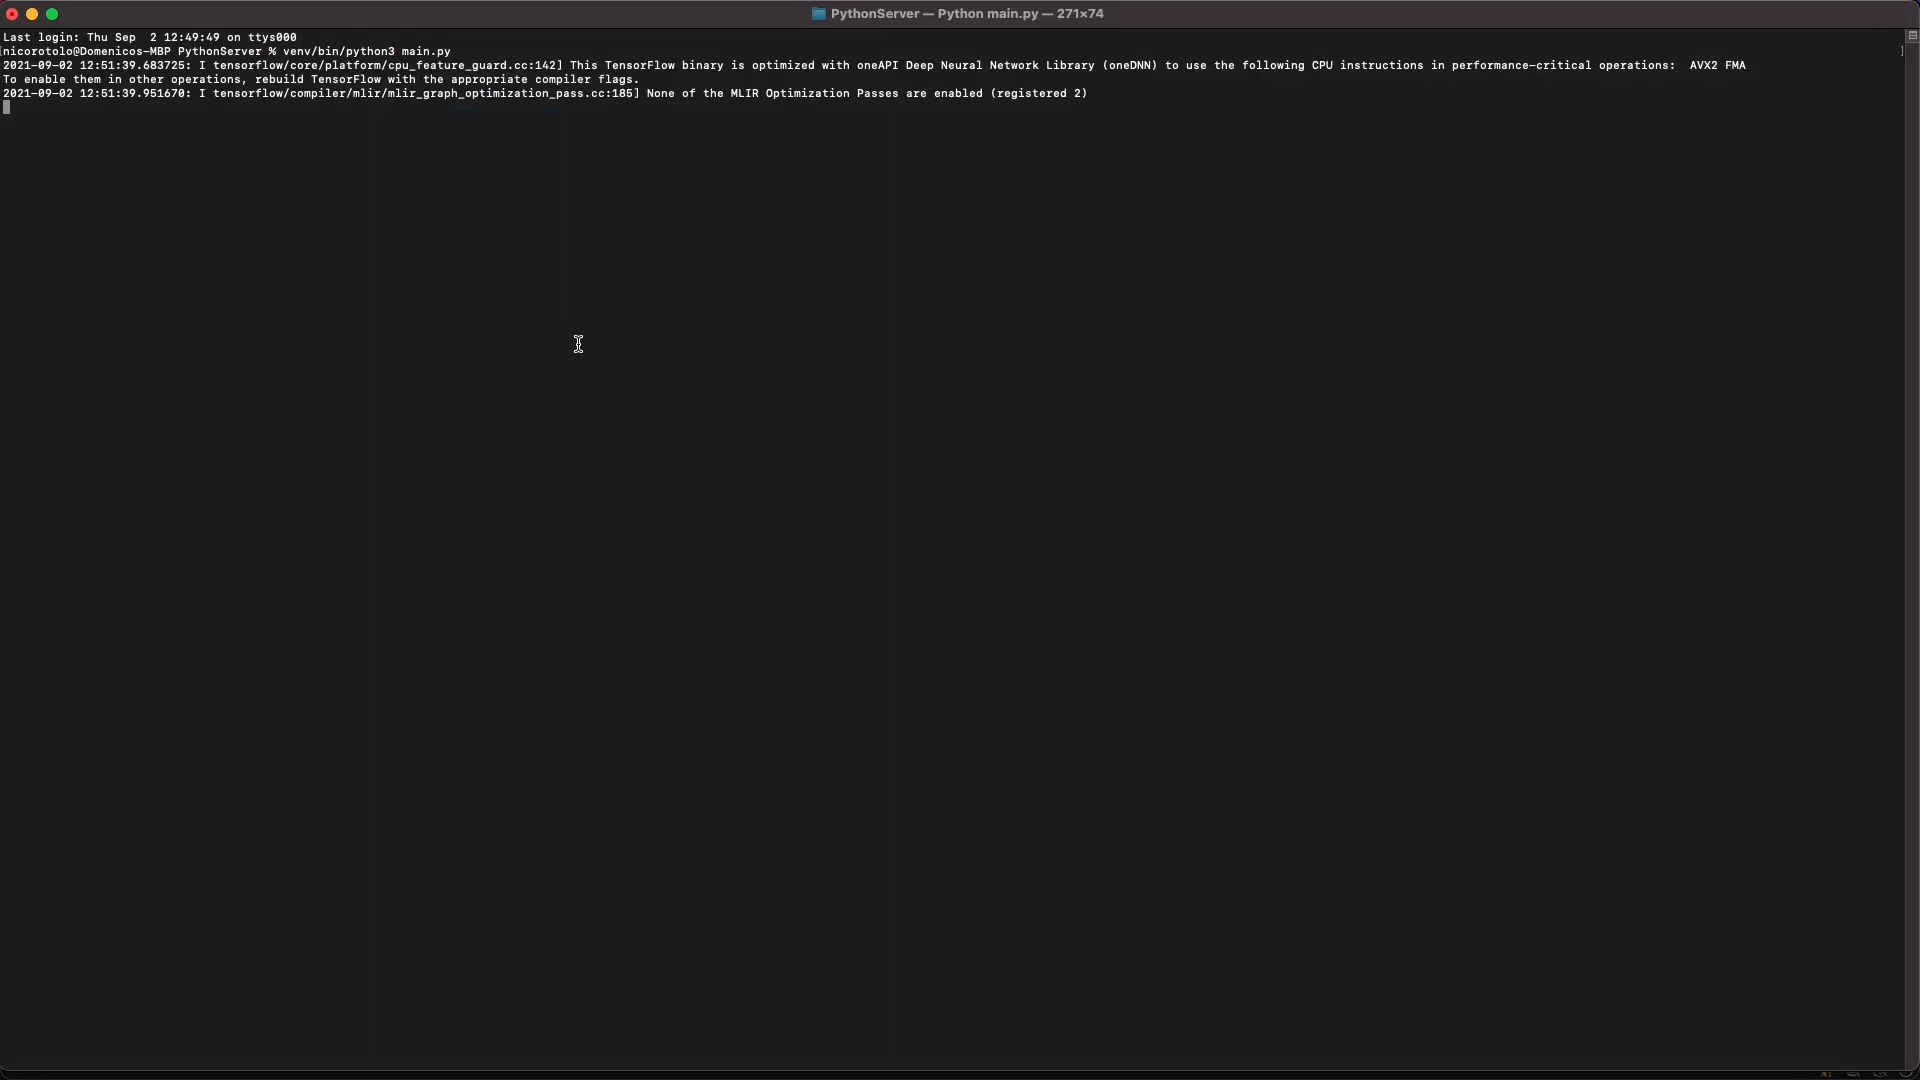 PythonServer — Python main.py — 271×74
Last login: Thu Sep  2 12:49:49 on ttys000
[nicorotolo@Domenicos-MBP PythonServer % venv/bin/python3 main.py ]
2021-09-02 12:51:39.683725: I tensorflow/core/platform/cpu_feature_guard.cc:142] This TensorFlow binary is optimized with oneAPI Deep Neural Network Library (oneDNN) to use the following CPU instructions in performance-critical operations:  AVX2 FMA
To enable them in other operations, rebuild TensorFlow with the appropriate compiler flags.
2021-09-02 12:51:39.951670: I tensorflow/compiler/mlir/mlir_graph_optimization_pass.cc:185] None of the MLIR Optimization Passes are enabled (registered 2)